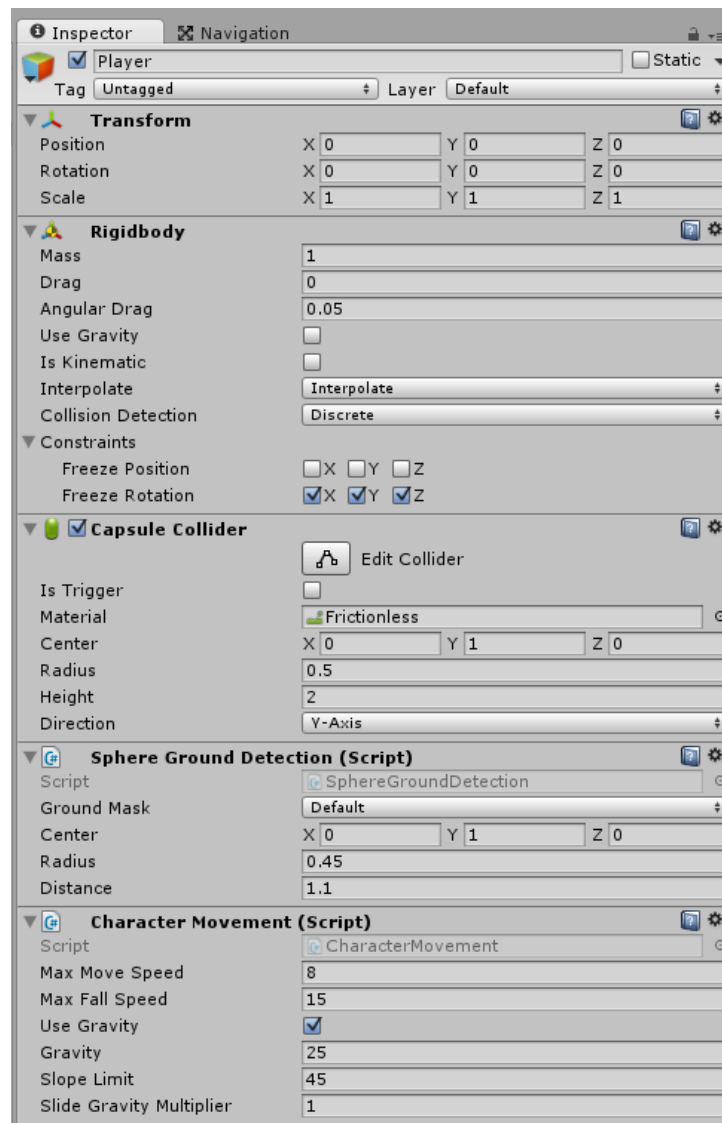 Inspector Navigation
Player Static
Tag Untagged Layer Default
Transform
Position X 0 Y 0 Z 0
Rotation X 0 Y 0 Z 0
Scale X 1 Y 1 Z 1
Rigidbody
Mass 1
Drag 0
Angular Drag 0.05
Use Gravity
Is Kinematic
Interpolate Interpolate
Collision Detection Discrete
Constraints
Freeze Position X Y Z
Freeze Rotation X Y Z
Capsule Collider
Edit Collider
Is Trigger
Material Frictionless
Center X 0 Y 1 Z 0
Radius 0.5
Height 2
Direction Y-Axis
Sphere Ground Detection (Script)
Script SphereGroundDetection
Ground Mask Default
Center X 0 Y 1 Z 0
Radius 0.45
Distance 1.1
Character Movement (Script)
Script CharacterMovement
Max Move Speed 8
Max Fall Speed 15
Use Gravity
Gravity 25
Slope Limit 45
Slide Gravity Multiplier 1